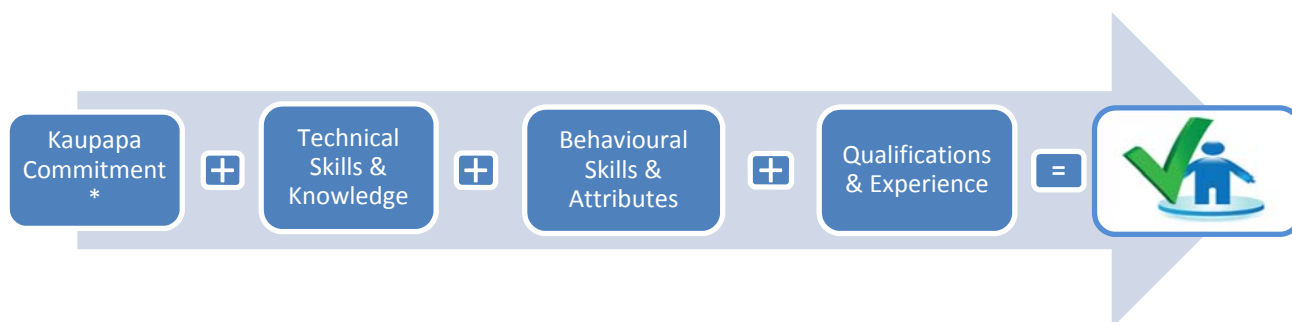 Kaupapa
Commitment
*
+
Technical
Skills &
Knowledge
+
Behavioural
Skills &
Attributes
+
Qualifications
& Experience
=